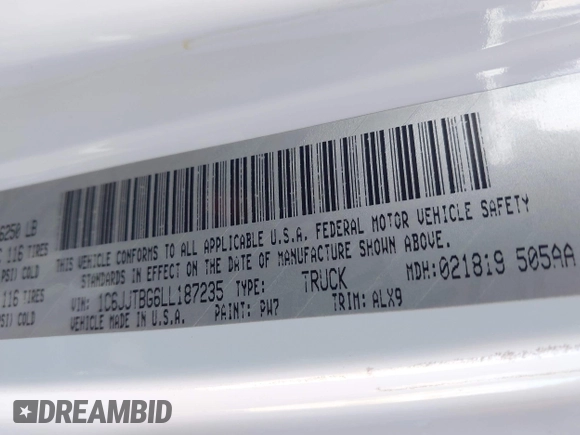 6250 LB
116 TIRES
PSI) COLD
116 TIRES
PSI) COLD
THIS VEHICLE CONFORMS TO ALL APPLICABLE U.S.A. FEDERAL MOTOR VEHICLE SAFETY
STANDARDS IN EFFECT ON THE DATE OF MANUFACTURE SHOWN ABOVE.
VIN: 1C6JJTBG6LL187235 TYPE: TRUCK MDH:021819 505AA
VEHICLE MADE IN U.S.A. PAINT: PW7 TRIM: ALX9
DREAMBID